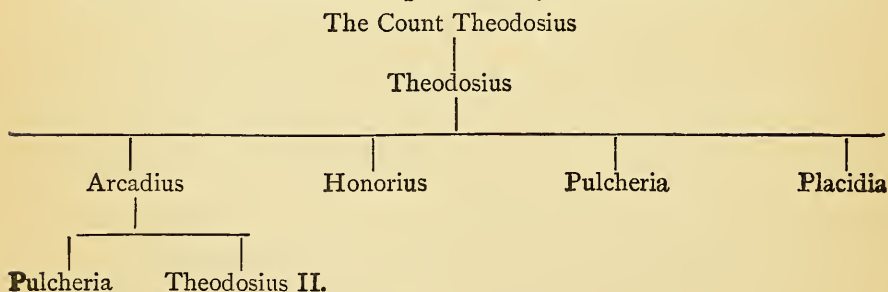 The Count Theodosius
Theodosius
Arcadius Honorius Pulcheria Placidia
Pulcheria Theodosius II.